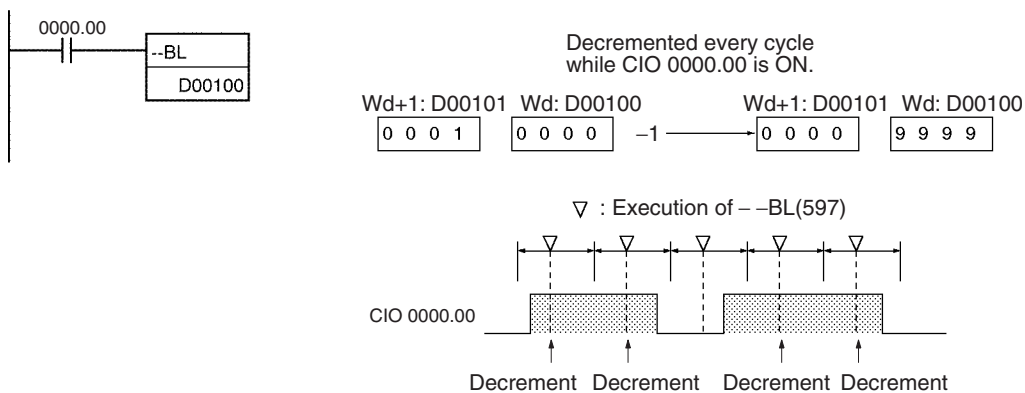 0000.00
--BL
D00100
Decremented every cycle
while CIO 0000.00 is ON.
Wd+1: D00101 Wd: D00100 Wd+1: D00101 Wd: D00100
0 0 0 1 0 0 0 0 −1 0 0 0 0 9 9 9 9
: Execution of – –BL(597)
CIO 0000.00
Decrement Decrement Decrement Decrement